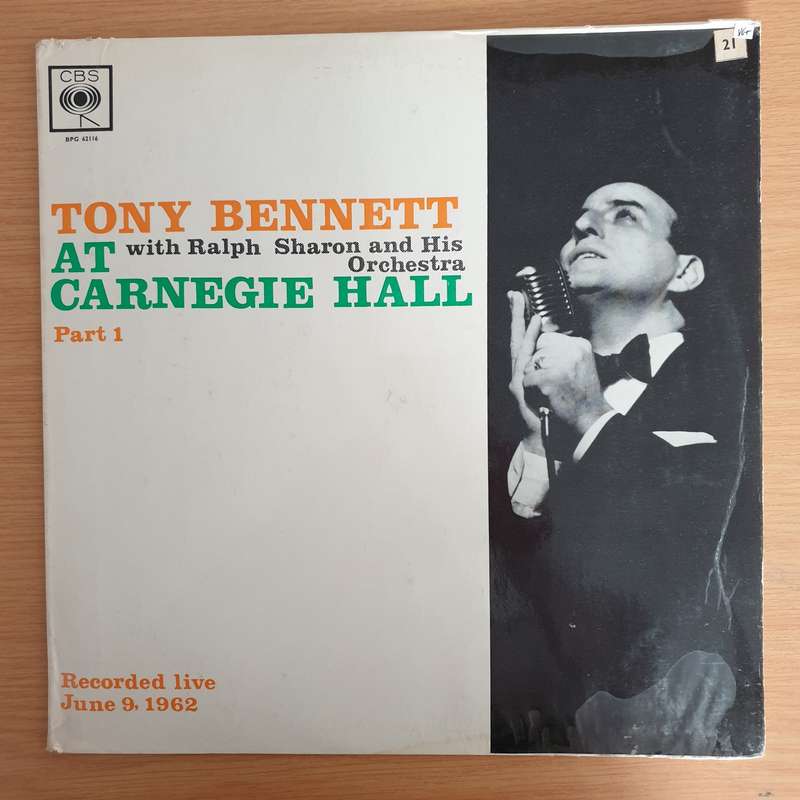 CBS
BPG 62116
21
VG+
TONY BENNETT
AT with Ralph Sharon and His
Orchestra
CARNEGIE HALL
Part 1
Recorded live
June 9, 1962